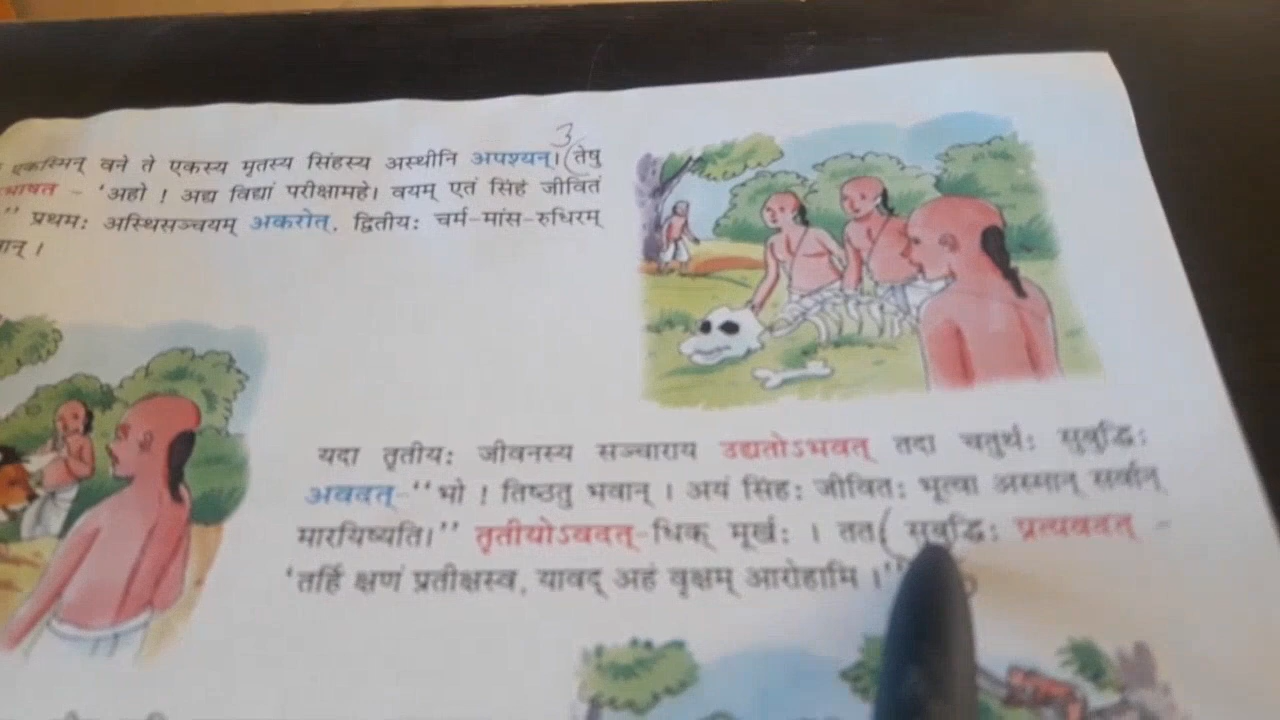 एकस्मिन् वने ते एकस्य मृतस्य सिंहस्य अस्थीनि अपश्यन्। (तेषु
3
भाषत - 'अहो ! अद्य विद्यां परीक्षामहे। वयम् एतं सिंहं जीवितं
" प्रथमः अस्थिसञ्चयम् अकरोत्, द्वितीयः चर्म-मांस-रुधिरम्
यदा तृतीयः जीवनस्य सञ्चाराय उद्यतोऽभवत् तदा चतुर्थः सुबुद्धिः
अवदत्-"भो ! तिष्ठतु भवान् । अयं सिंहः जीवितः भूत्वा अस्मान् सर्वान्
मारयिष्यति।" तृतीयोऽवदत्-धिक् मूर्खः । तत ( सुबुद्धिः प्रत्यवदत् -
'तर्हि क्षणं प्रतीक्षस्व, यावद् अहं वृक्षम् आरोहामि ।'